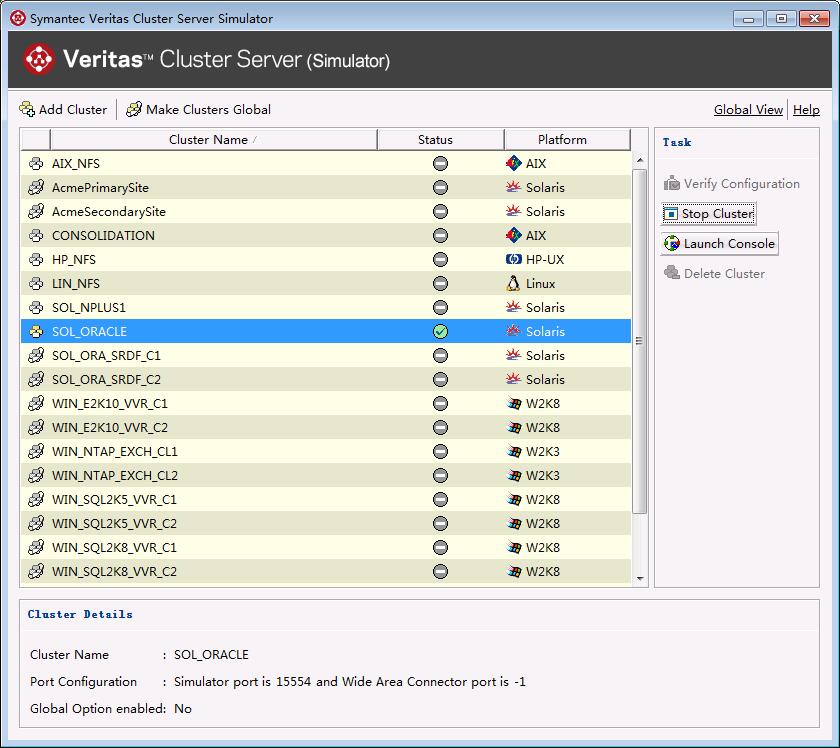 Symantec Veritas Cluster Server Simulator
Veritas™ Cluster Server (Simulator)
Add Cluster Make Clusters Global Global View Help
Cluster Name / Status Platform
Task
AIX_NFS AIX
AcmePrimarySite Solaris
Verify Configuration
AcmeSecondarySite Solaris
Stop Cluster
CONSOLIDATION AIX
Launch Console
HP_NFS HP-UX
Delete Cluster
LIN_NFS Linux
SOL_NPLUS1 Solaris
SOL_ORACLE Solaris
SOL_ORA_SRDF_C1 Solaris
SOL_ORA_SRDF_C2 Solaris
WIN_E2K10_VVR_C1 W2K8
WIN_E2K10_VVR_C2 W2K8
WIN_NTAP_EXCH_CL1 W2K3
WIN_NTAP_EXCH_CL2 W2K3
WIN_SQL2K5_VVR_C1 W2K8
WIN_SQL2K5_VVR_C2 W2K8
WIN_SQL2K8_VVR_C1 W2K8
WIN_SQL2K8_VVR_C2 W2K8
Cluster Details
Cluster Name : SOL_ORACLE
Port Configuration : Simulator port is 15554 and Wide Area Connector port is -1
Global Option enabled: No